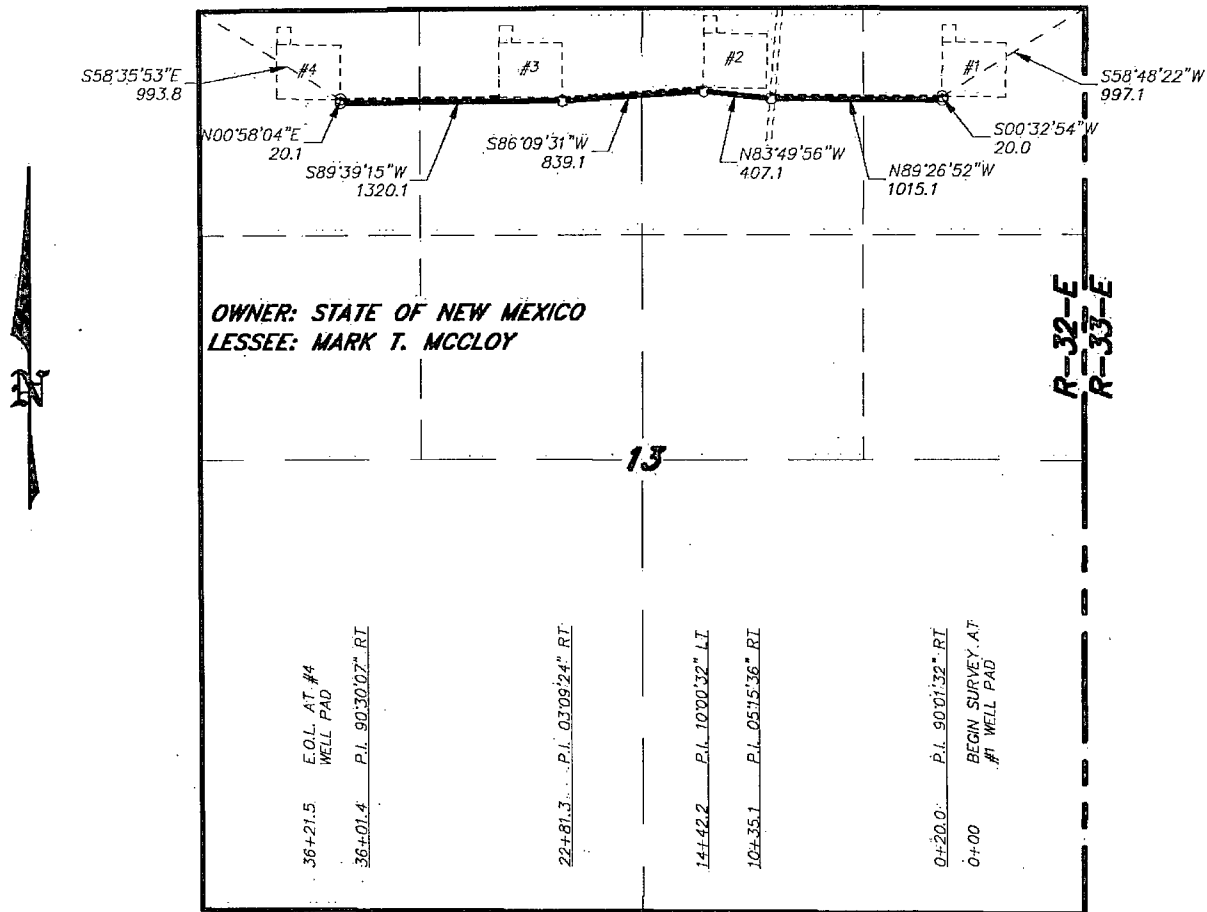 #4
#3
#2
#1
S58°35'53"E
993.8
S58°48'22"W
997.1
N00°58'04"E
20.1
S89°39'15"W
1320.1
S86°09'31"W
839.1
N83°49'56"W
407.1
N89°26'52"W
1015.1
S00°32'54"W
20.0
OWNER: STATE OF NEW MEXICO
LESSEE: MARK T. MCCLOY
R-32-E
R-33-E
N
13
36+21.5 E.O.L. AT #4
WELL PAD
36+01.4 P.I. 90°30'07" RT
22+81.3 P.I. 03°09'24" RT
14+42.2 P.I. 10°00'32" LT
10+35.1 P.I. 05°15'36" RT
0+20.0 P.I. 90°01'32" RT
0+00 BEGIN SURVEY AT
#1 WELL PAD